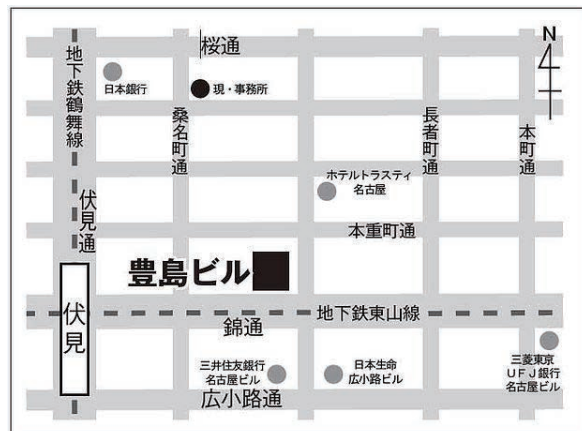 桜通
N
地下鉄鶴舞線
日本銀行
現・事務所
桑名町通
長者町通
本町通
ホテルトラスティ
名古屋
伏見通
本重町通
豊島ビル
伏見
地下鉄東山線
錦通
三井住友銀行
名古屋ビル
日本生命
広小路ビル
三菱東京
UFJ銀行
名古屋ビル
広小路通